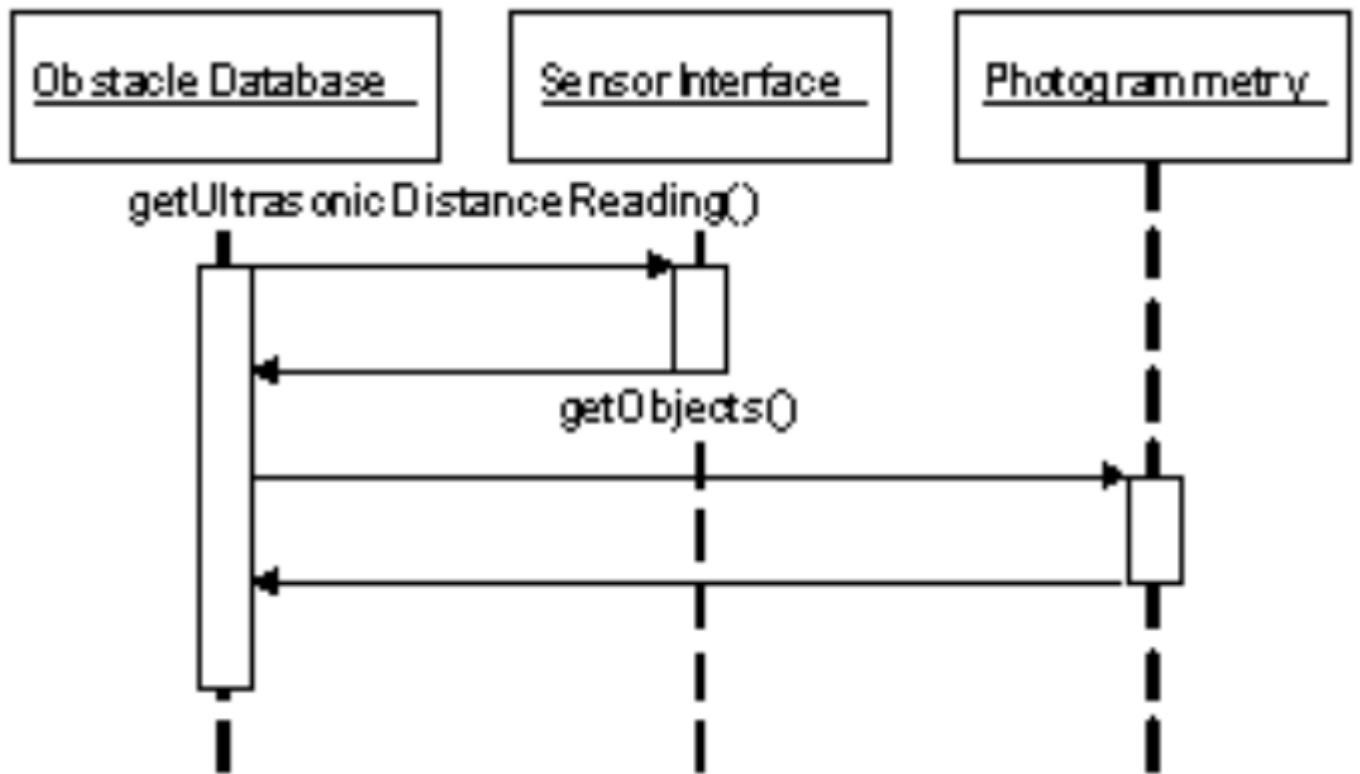 Obstacle Database
Sensor Interface
Photogrammetry
getUltrasonicDistanceReading()
getObjects()